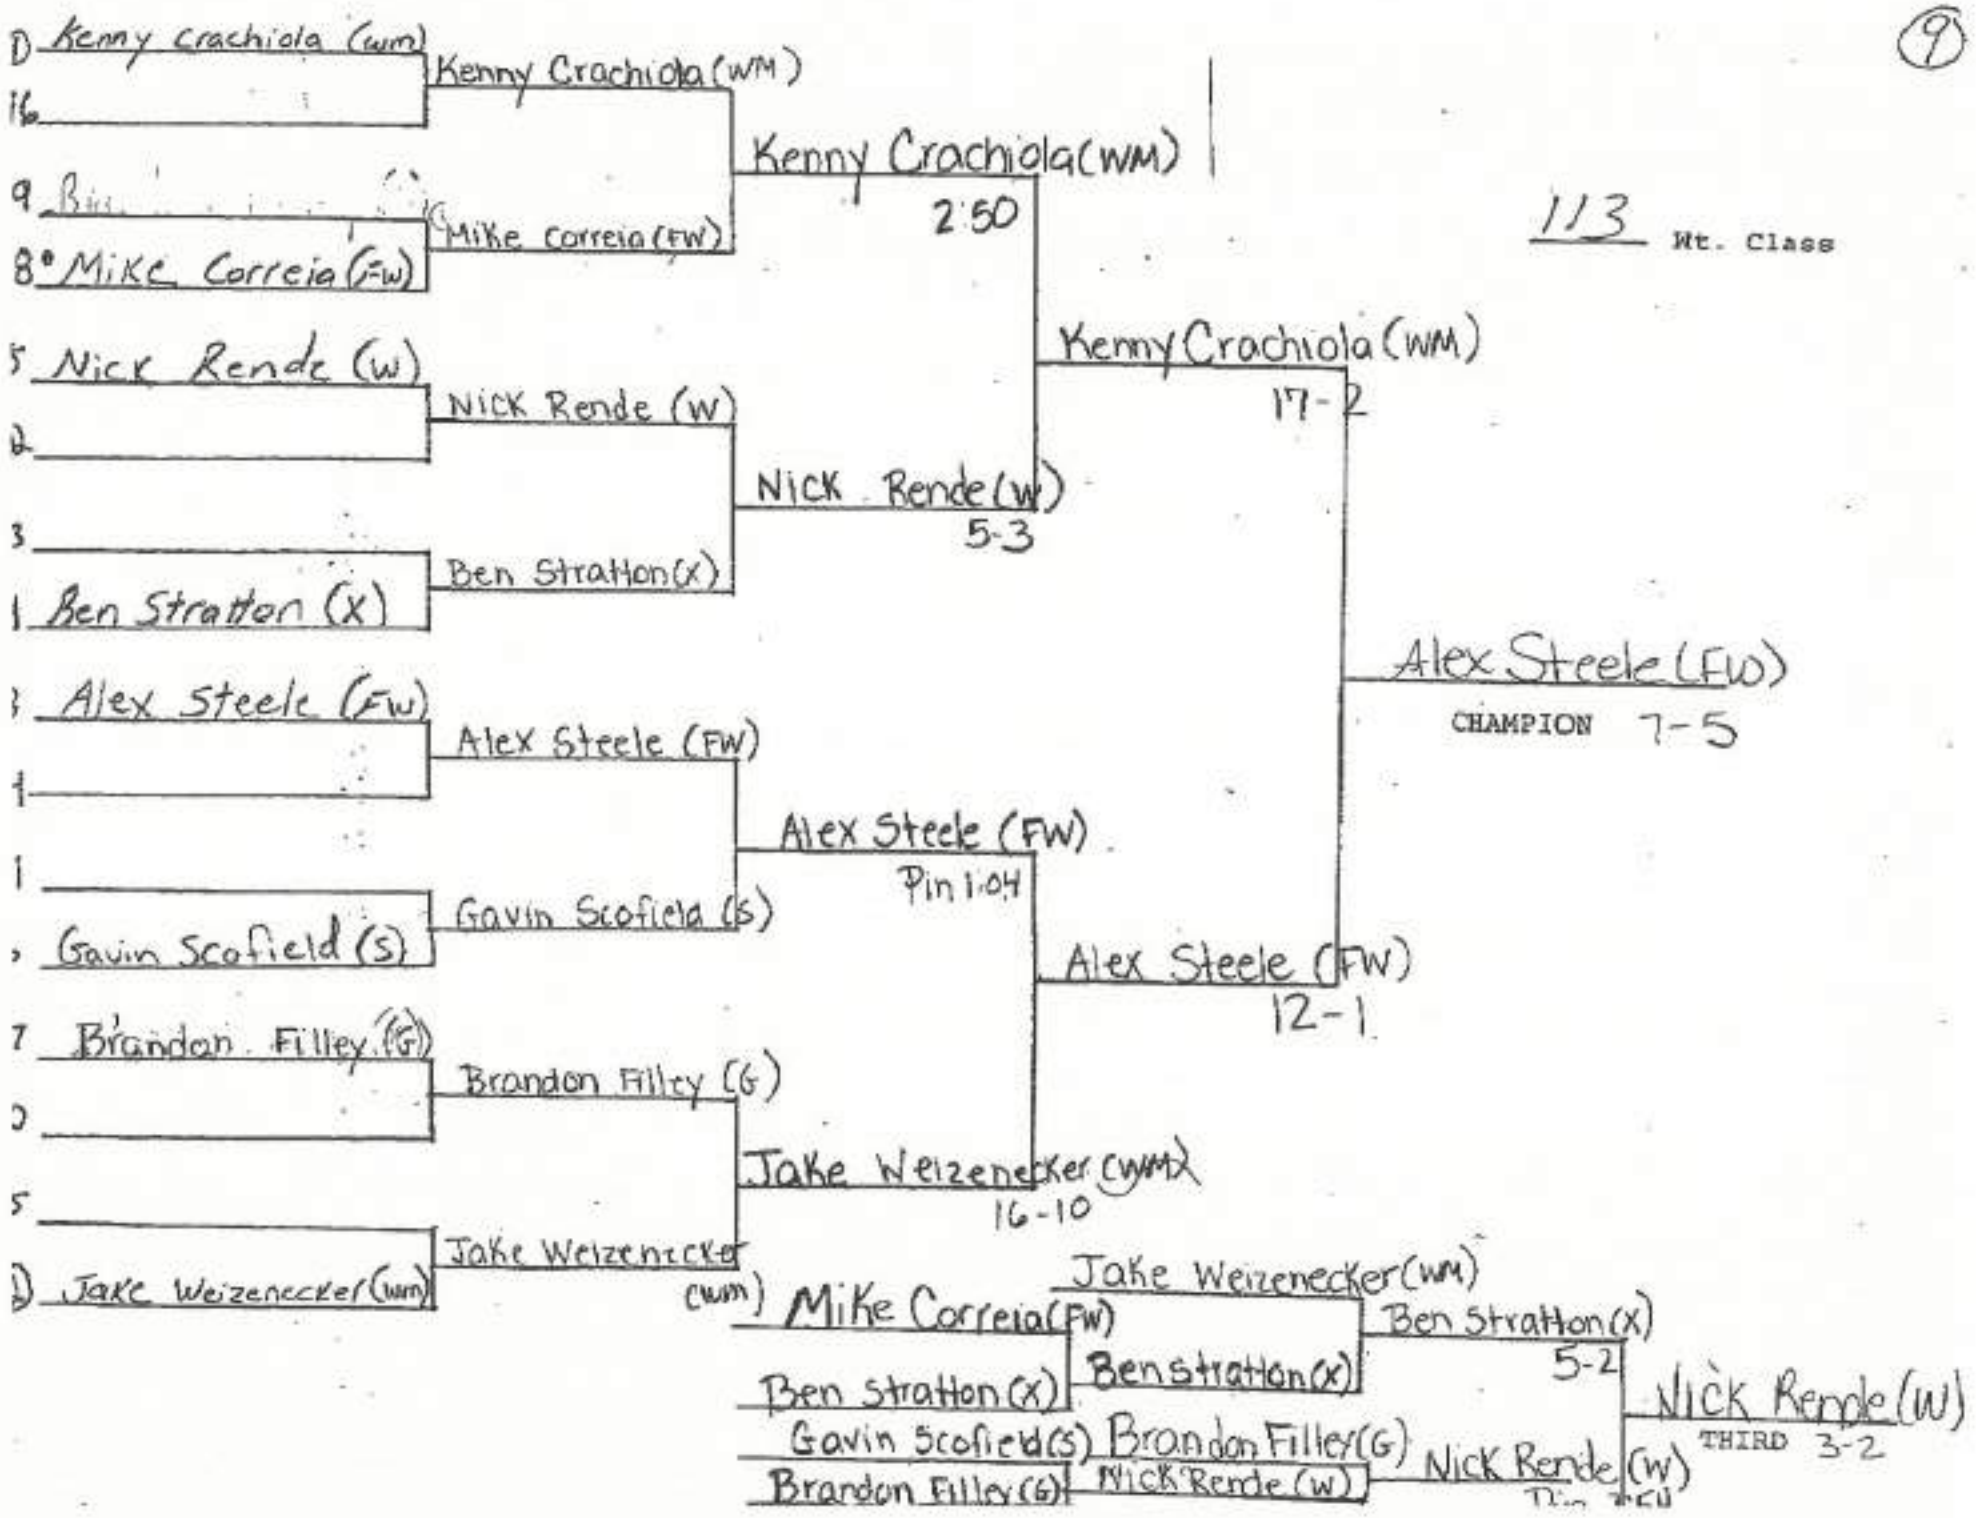 9
D Kenny Crachiola (wm)
16
Kenny Crachiola (WM)
9
8 Mike Correia (FW)
Mike Correia (FW)
Kenny Crachiola (WM)
2:50
113 Wt. Class
5 Nick Rende (W)
2
Nick Rende (W)
3
1 Ben Stratton (X)
Ben Stratton (X)
Nick Rende (W)
5-3
Kenny Crachiola (WM)
17-2
Alex Steele (FW)
Alex Steele (FW)
1
Gavin Scofield (S)
Gavin Scofield (S)
Alex Steele (FW)
Pin 1:04
7 Brandon Filley (G)
Brandon Filley (G)
5
Jake Weizenecker (wm)
Jake Weizenecker (wm)
Jake Weizenecker (WM)
16-10
Alex Steele (FW)
12-1
Alex Steele (FW)
CHAMPION 7-5
Mike Correia (FW)
Ben Stratton (X)
Jake Weizenecker (WM)
Ben Stratton (X)
Ben Stratton (X)
5-2
Gavin Scofield (S)
Brandon Filley (G)
Brandon Filley (G)
Nick Rende (W)
Nick Rende (W)
Pin
Nick Rende (W)
THIRD 3-2